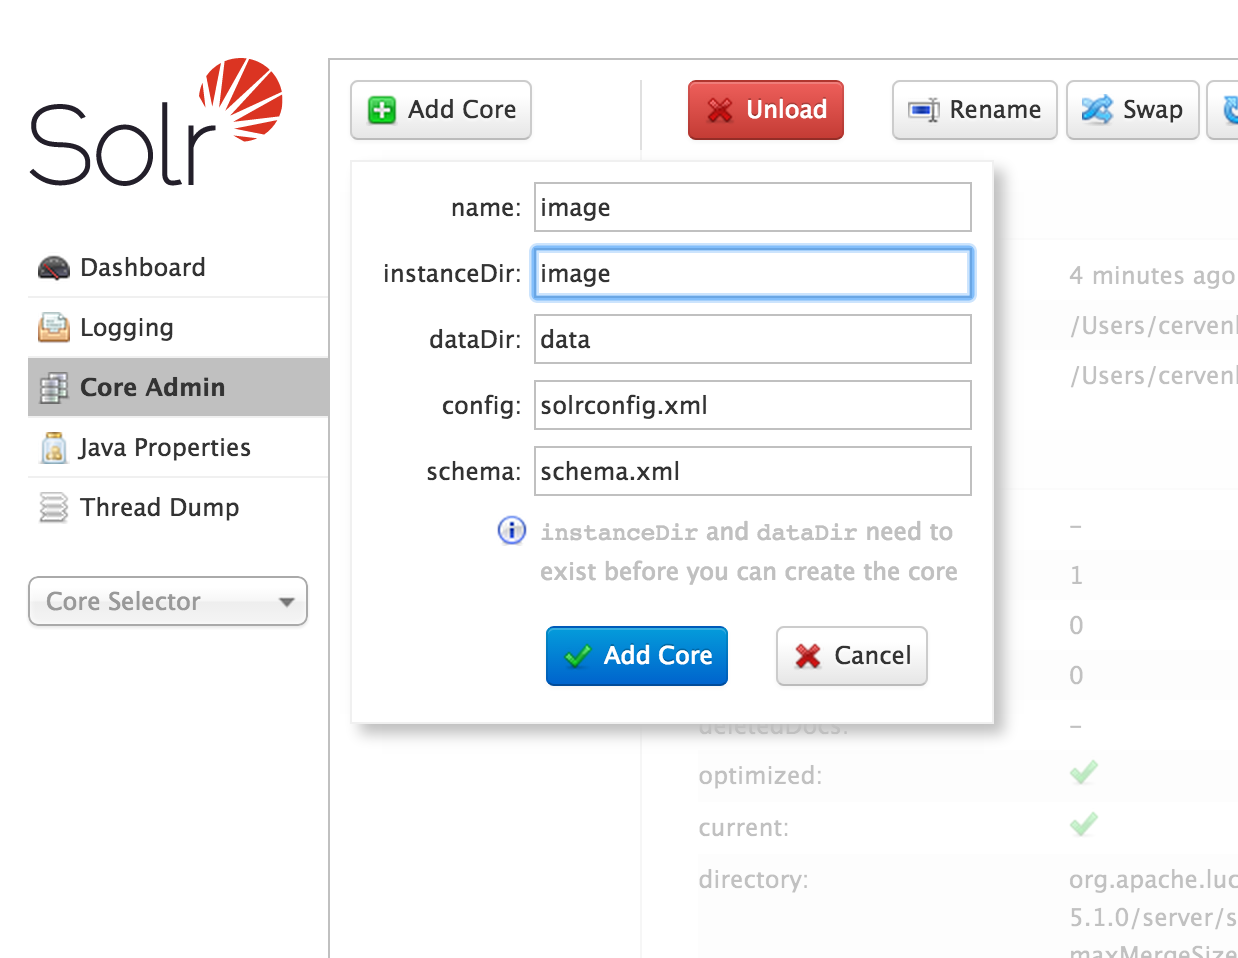 Solr
Add Core
Unload
Rename
Swap
Dashboard
Logging
Core Admin
Java Properties
Thread Dump
Core Selector
name: image
instanceDir: image
dataDir: data
config: solrconfig.xml
schema: schema.xml
instanceDir and dataDir need to
exist before you can create the core
Add Core
Cancel
4 minutes ago
/Users/cerven
/Users/cerven
–
1
0
0
deletedDocs: –
optimized:
current:
directory: org.apache.luc
5.1.0/server/s
maxMergeSize